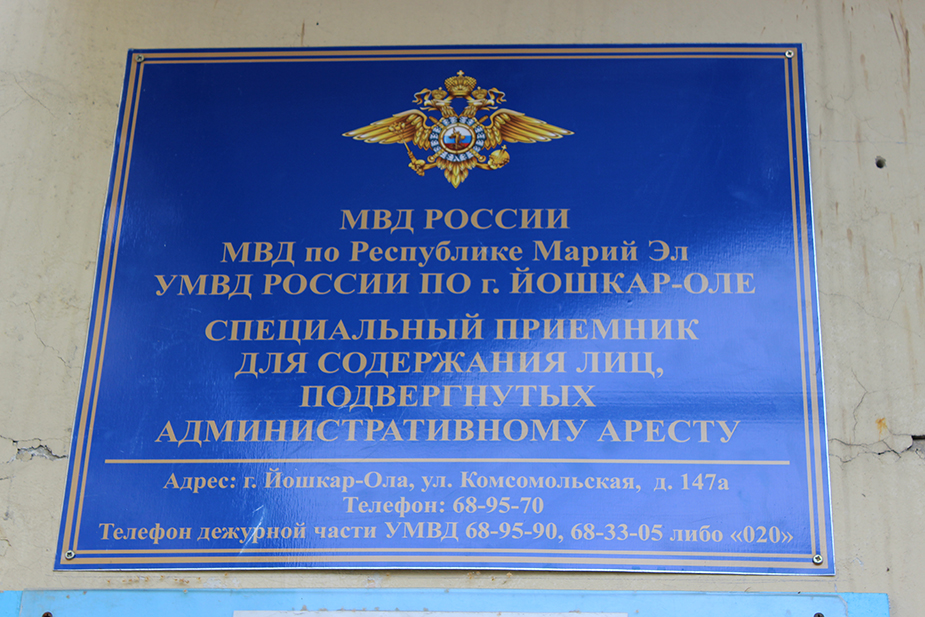 МВД РОССИИ
МВД по Республике Марий Эл
УМВД РОССИИ ПО г. ЙОШКАР-ОЛЕ
СПЕЦИАЛЬНЫЙ ПРИЕМНИК
ДЛЯ СОДЕРЖАНИЯ ЛИЦ,
ПОДВЕРГНУТЫХ
АДМИНИСТРАТИВНОМУ АРЕСТУ
Адрес: г. Йошкар-Ола, ул. Комсомольская, д. 147а
Телефон: 68-95-70
Телефон дежурной части УМВД 68-95-90, 68-33-05 либо «020»